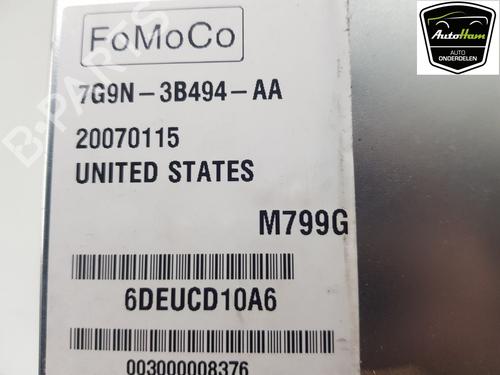 FoMoCo
7G9N-3B494-AA
20070115
UNITED STATES
M799G
6DEUCD10A6
003000008376
AutoHam
AUTO
ONDERDELEN
B-PARTS